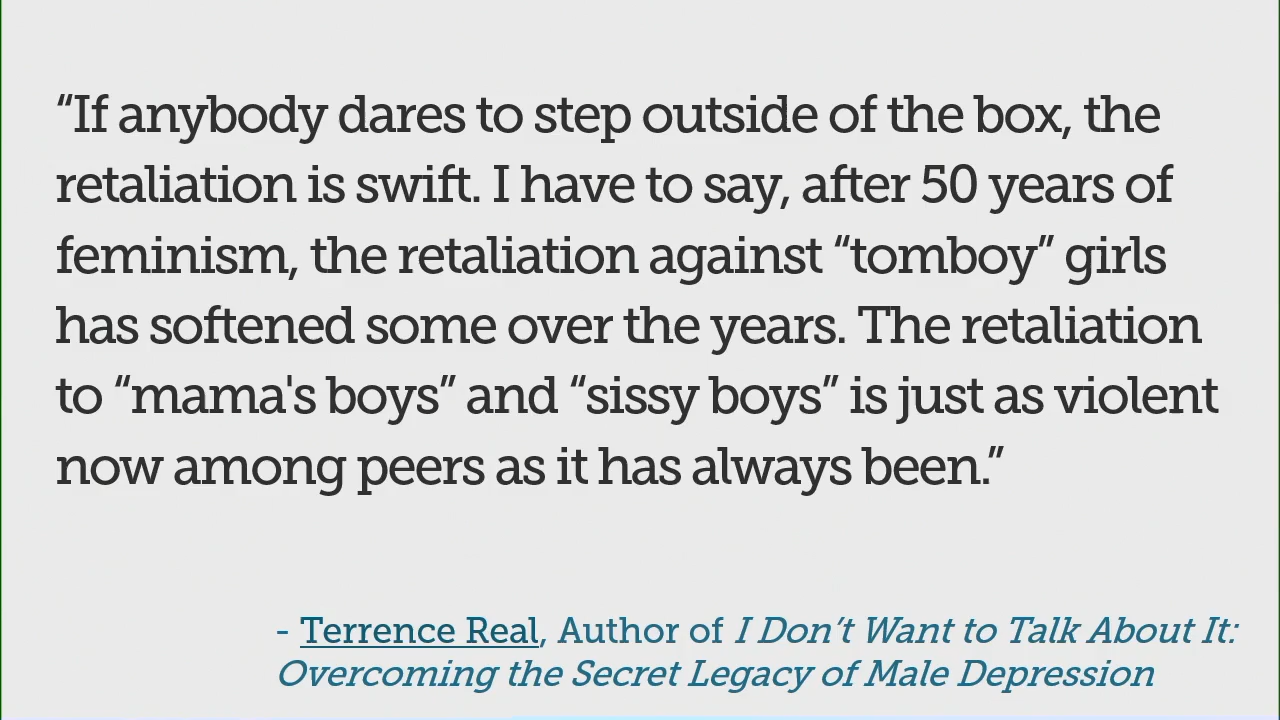 “If anybody dares to step outside of the box, the
retaliation is swift. I have to say, after 50 years of
feminism, the retaliation against “tomboy” girls
has softened some over the years. The retaliation
to “mama's boys” and “sissy boys” is just as violent
now among peers as it has always been.”
- Terrence Real, Author of I Don’t Want to Talk About It:
Overcoming the Secret Legacy of Male Depression